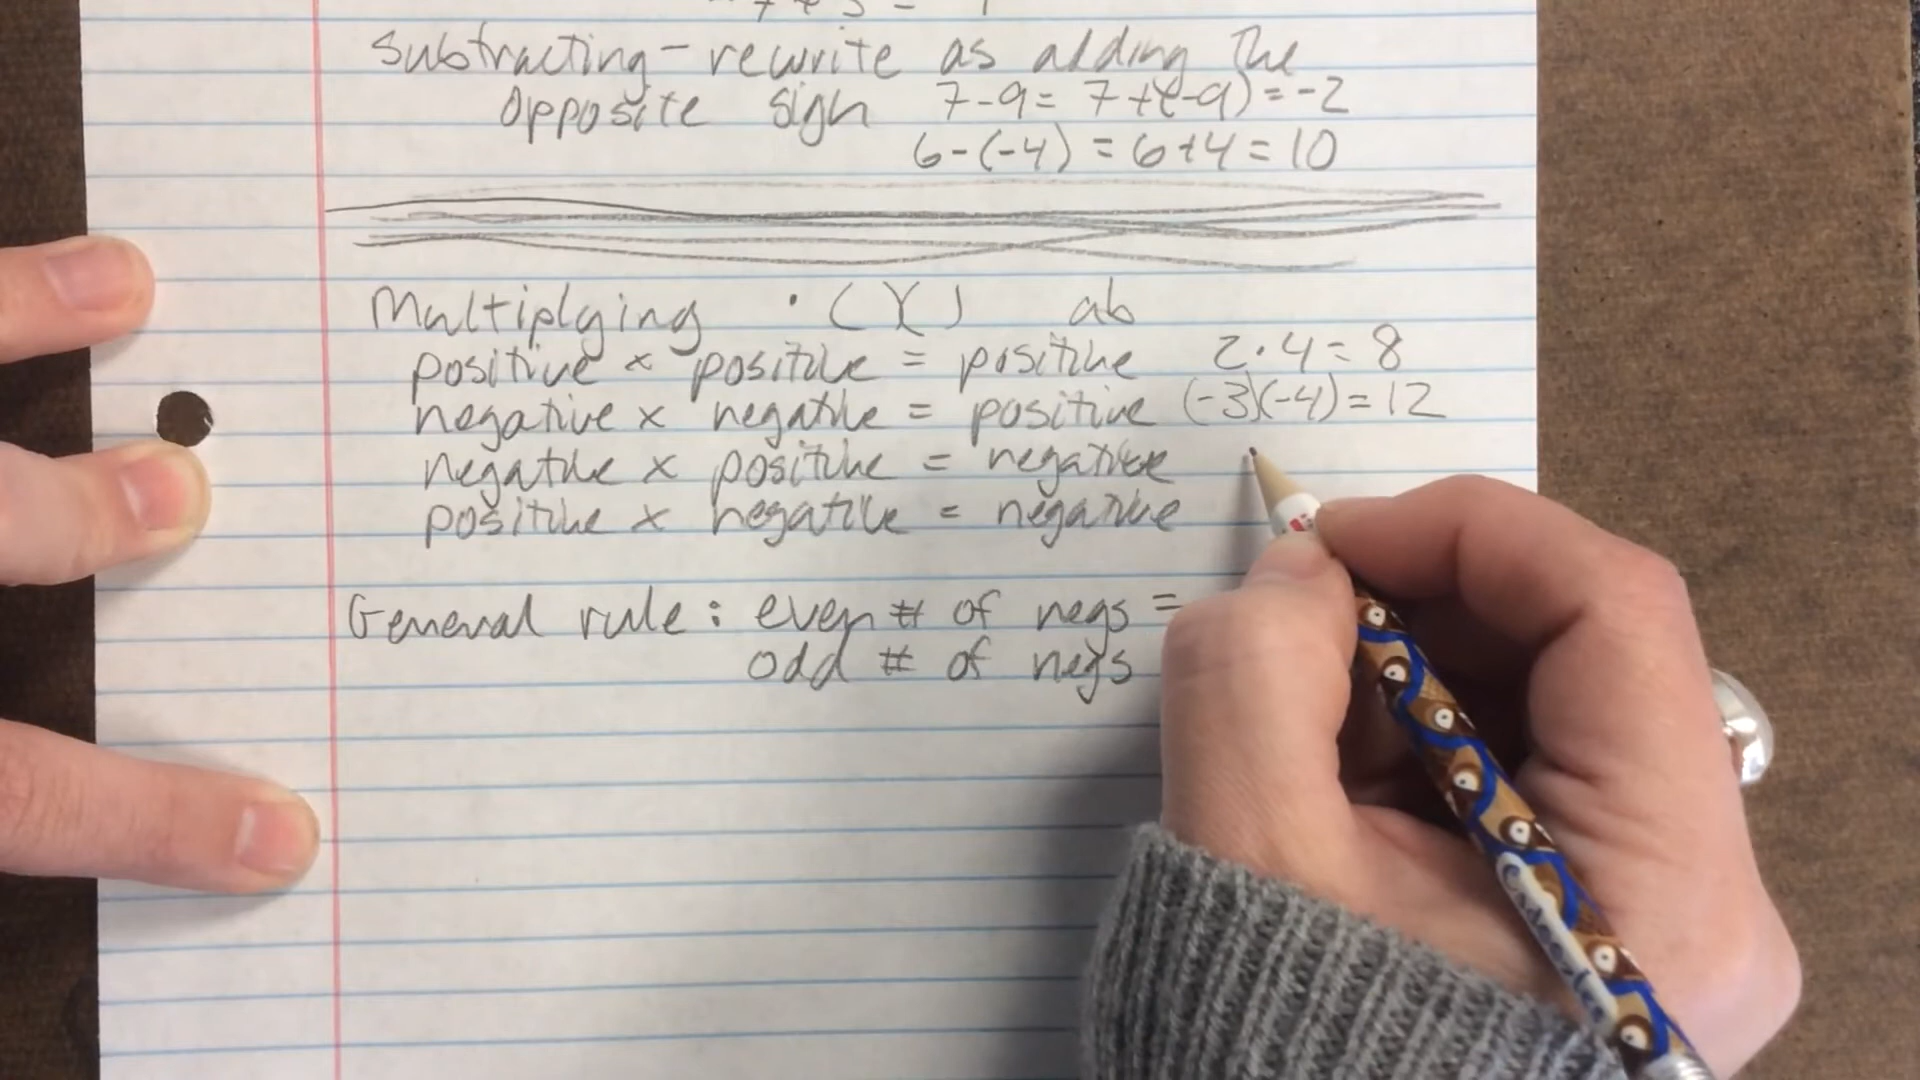 Subtracting - rewrite as adding the
opposite sign 7-9 = 7+(-9) = -2
6-(-4) = 6+4 = 10
Multiplying · ( )( ) ab
positive x positive = positive 2·4 = 8
negative x negative = positive (-3)(-4) = 12
negative x positive = negative
positive x negative = negative
General rule: even # of negs =
odd # of negs